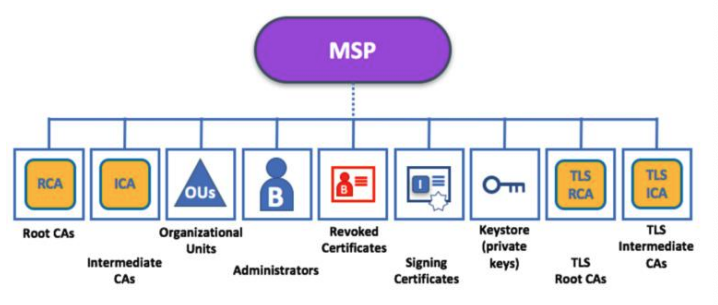 MSP
RCA
ICA
OUs
B
B
I
TLS
RCA
TLS
ICA
Root CAs
Intermediate
CAs
Organizational
Units
Administrators
Revoked
Certificates
Signing
Certificates
Keystore
(private
keys)
TLS
Root CAs
TLS
Intermediate
CAs